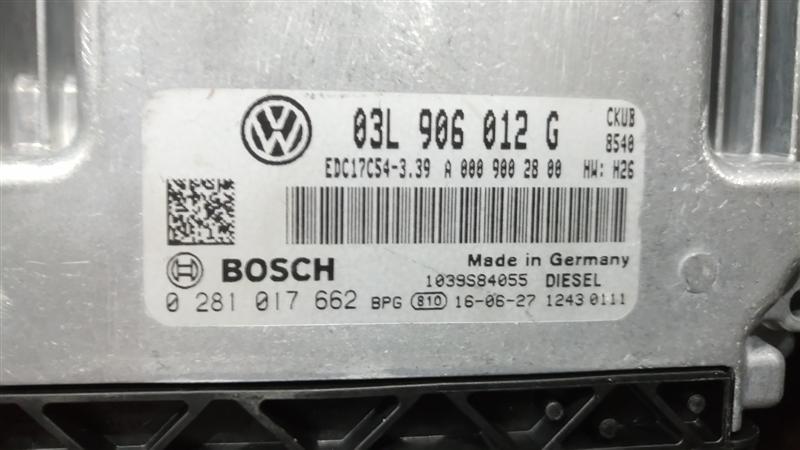 03L 906 012 G CKUB
8540
EDC17C54-3.39 A 000 900 28 00 HW: H26
Made in Germany
BOSCH
1039S84055 DIESEL
0 281 017 662 BPG 810 16-06-27 1243 0111